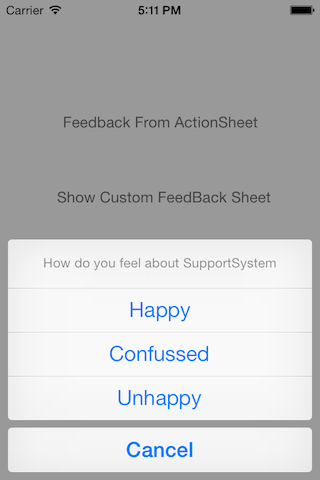 Carrier 5:11 PM
Feedback From ActionSheet
Show Custom FeedBack Sheet
How do you feel about SupportSystem
Happy
Confussed
Unhappy
Cancel